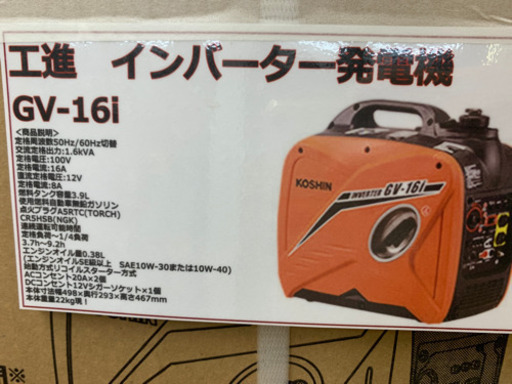 工進 インバーター発電機
GV-16i
<商品説明>
定格周波数50Hz/60Hz切替
交流定格出力:1.6kVA
定格電圧:100V
定格電流:16A
直流定格電圧:12V
定格電流:8A
燃料タンク容量3.9L
使用燃料自動車無鉛ガソリン
点火プラグA5RTC(TORCH)
CR5HSB(NGK)
連続運転可能時間
定格負荷~1/4負荷
3.7h~9.2h
エンジンオイル量0.38L
(エンジンオイルSE級以上 SAE10W-30または10W-40)
始動方式リコイルスターター方式
ACコンセント20A×2個
DCコンセント12Vシガーソケット×1個
本体寸法幅498×奥行293×高さ467mm
本体重量22kg
KOSHIN
INVERTER GV-16i